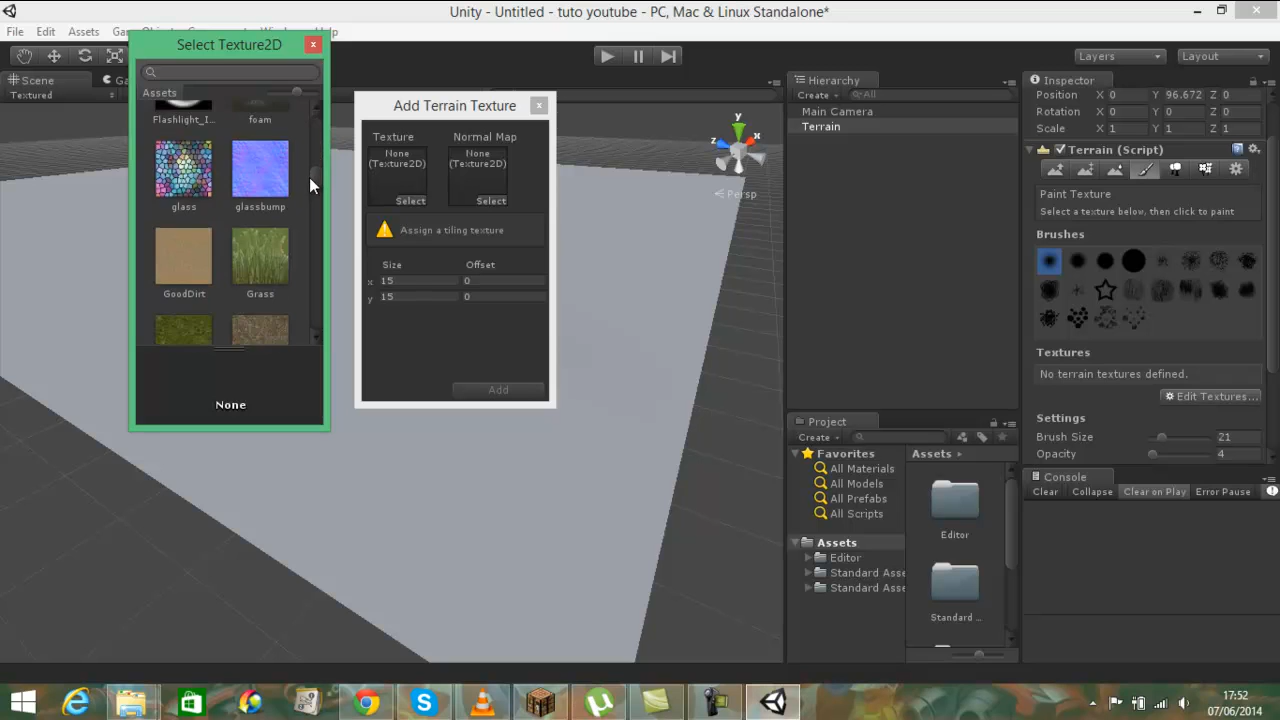 Unity - Untitled - tuto youtube - PC, Mac & Linux Standalone*
File Edit Assets Ga
Help
Layers
Layout
Select Texture2D
x
Assets
Flashlight_I...
foam
glass
glassbump
GoodDirt
Grass
None
Scene
Ga
Textured
y
x
z
Persp
Add Terrain Texture
x
Texture
Normal Map
None
(Texture2D)
Select
None
(Texture2D)
Select
Assign a tiling texture
Size
Offset
x 15 0
y 15 0
Add
Hierarchy
Create
All
Main Camera
Terrain
Project
Create
Favorites
All Materials
All Models
All Prefabs
All Scripts
Assets
Editor
Standard Asse
Standard Asse
Assets
Editor
Standard ...
Inspector
Position X 0 Y 96.672 Z 0
Rotation X 0 Y 0 Z 0
Scale X 1 Y 1 Z 1
Terrain (Script)
Paint Texture
Select a texture below, then click to paint
Brushes
Textures
No terrain textures defined.
Edit Textures...
Settings
Brush Size 21
Opacity 4
Console
Clear Collapse Clear on Play Error Pause
17:52
07/06/2014